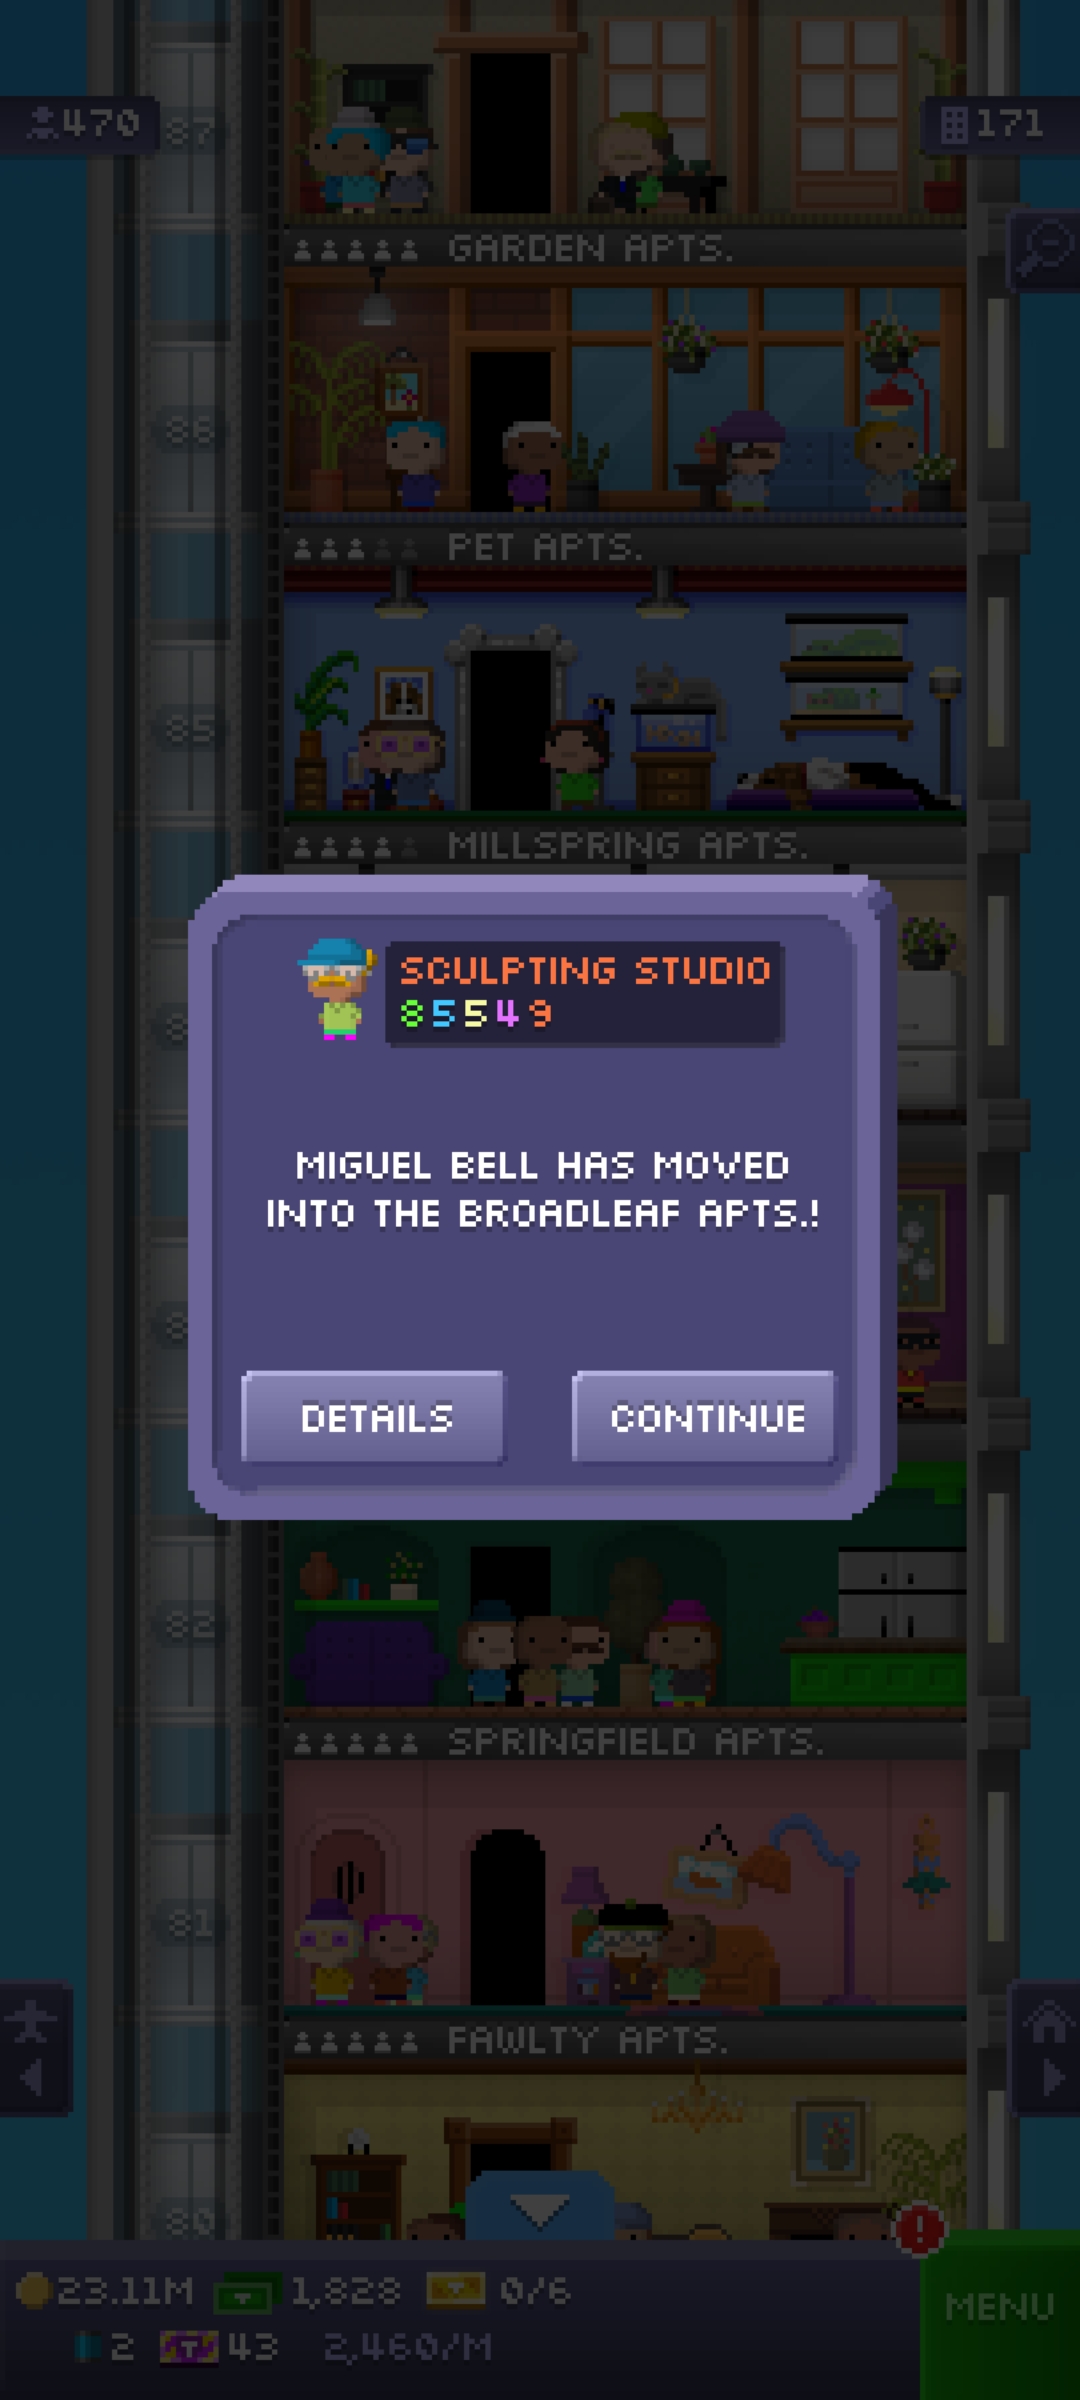 470
87
171
GARDEN APTS.
88
PET APTS.
85
MILLSPRING APTS.
SCULPTING STUDIO
85549
MIGUEL BELL HAS MOVED
INTO THE BROADLEAF APTS.!
DETAILS
CONTINUE
82
SPRINGFIELD APTS.
81
FAWLTY APTS.
80
23.11M
1,828
0/6
MENU
2
T
43
2,460/M